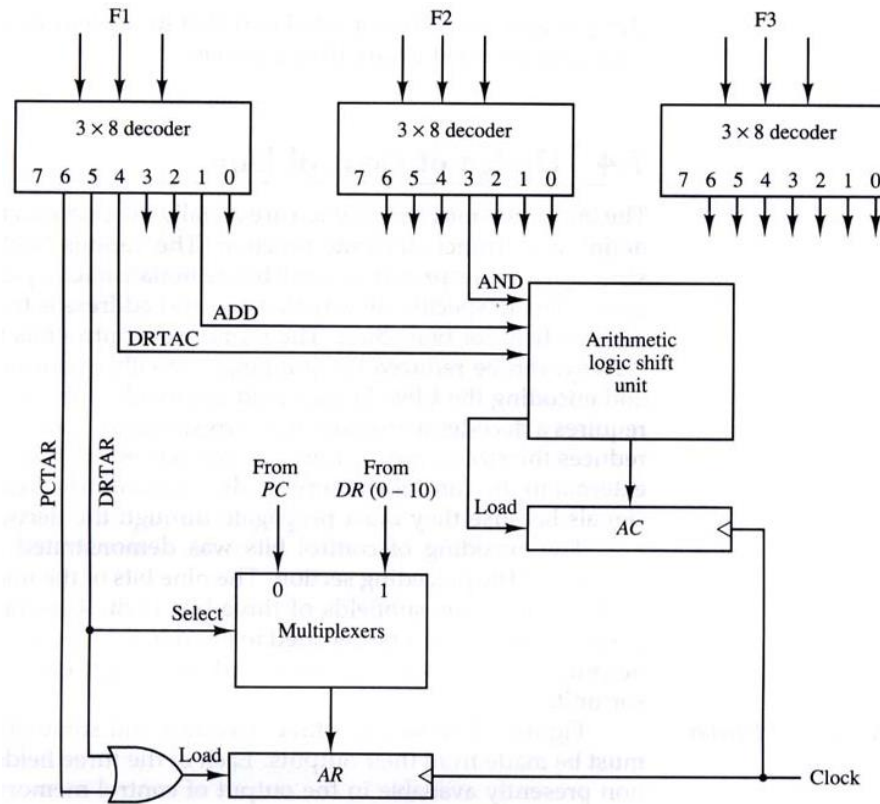 F1
F2
F3
3 × 8 decoder
3 × 8 decoder
3 × 8 decoder
7 6 5 4 3 2 1 0
7 6 5 4 3 2 1 0
7 6 5 4 3 2 1 0
AND
ADD
DRTAC
Arithmetic
logic shift
unit
PCTAR
DRTAR
From
PC
From
DR (0 – 10)
Load
AC
0 1
Select
Multiplexers
Load
AR
Clock